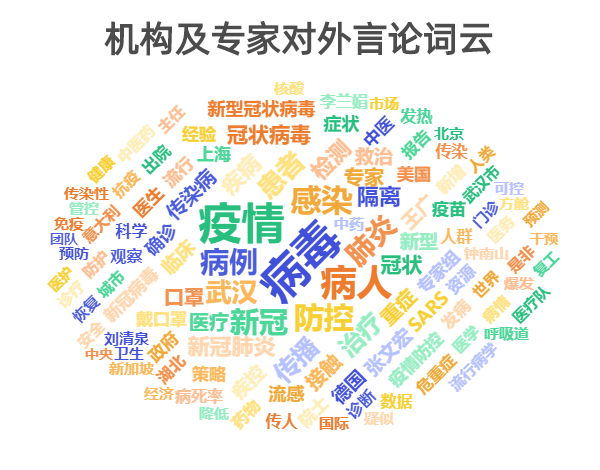 机构及专家对外言论词云
核酸
李兰娟
市场
新型冠状病毒
发热
主任
经验
冠状病毒
症状
中医
报告
北京
中医药
出院
上海
检测
救治
传染
健康
流行
疾病
患者
专家
美国
新增
人类
抗疫
传染病
感染
隔离
武汉市
可控
传染性
医生
疫苗
门诊
方舱
管控
意大利
疫情
中药
王广
医务
预测
免疫
科学
确诊
病毒
肺炎
新型
人群
干预
团队
预防
观察
临床
病例
冠状
钟南山
是非
防护
专家组
复工
医护
诊疗
城市
新冠病毒
口罩
武汉
病人
重症
资源
世界
爆发
恢复
戴口罩
医疗
新冠
防控
SARS
发病
病情
医疗队
安全
刘清泉
政府
新冠肺炎
传播
治疗
张文宏
疫情防控
医学
呼吸道
中央
卫生
新加坡
湖北
策略
疾控
接触
德国
危重症
流行病学
经济
病死率
流感
诊断
数据
降低
药物
传人
院士
国际
疑似